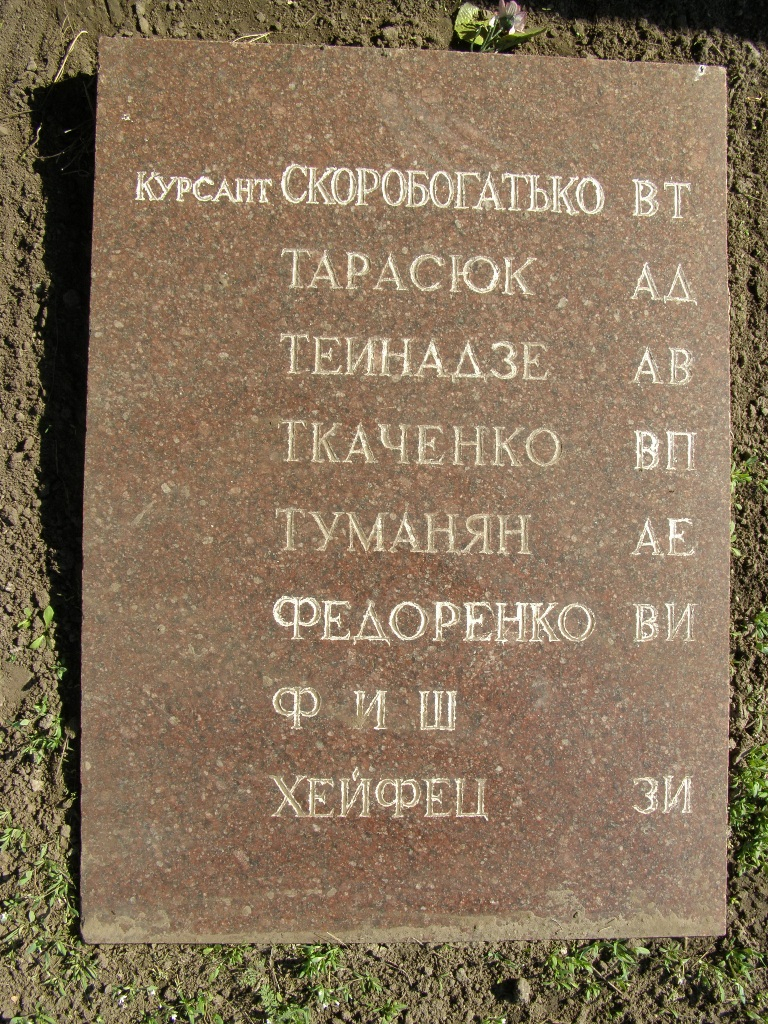 КУРСАНТ СКОРОБОГАТЬКО ВТ
ТАРАСЮК АД
ТЕИНАДЗЕ АВ
ТКАЧЕНКО ВП
ТУМАНЯН АЕ
ФЕДОРЕНКО ВИ
Ф И Ш
ХЕЙФЕЦ ЗИ